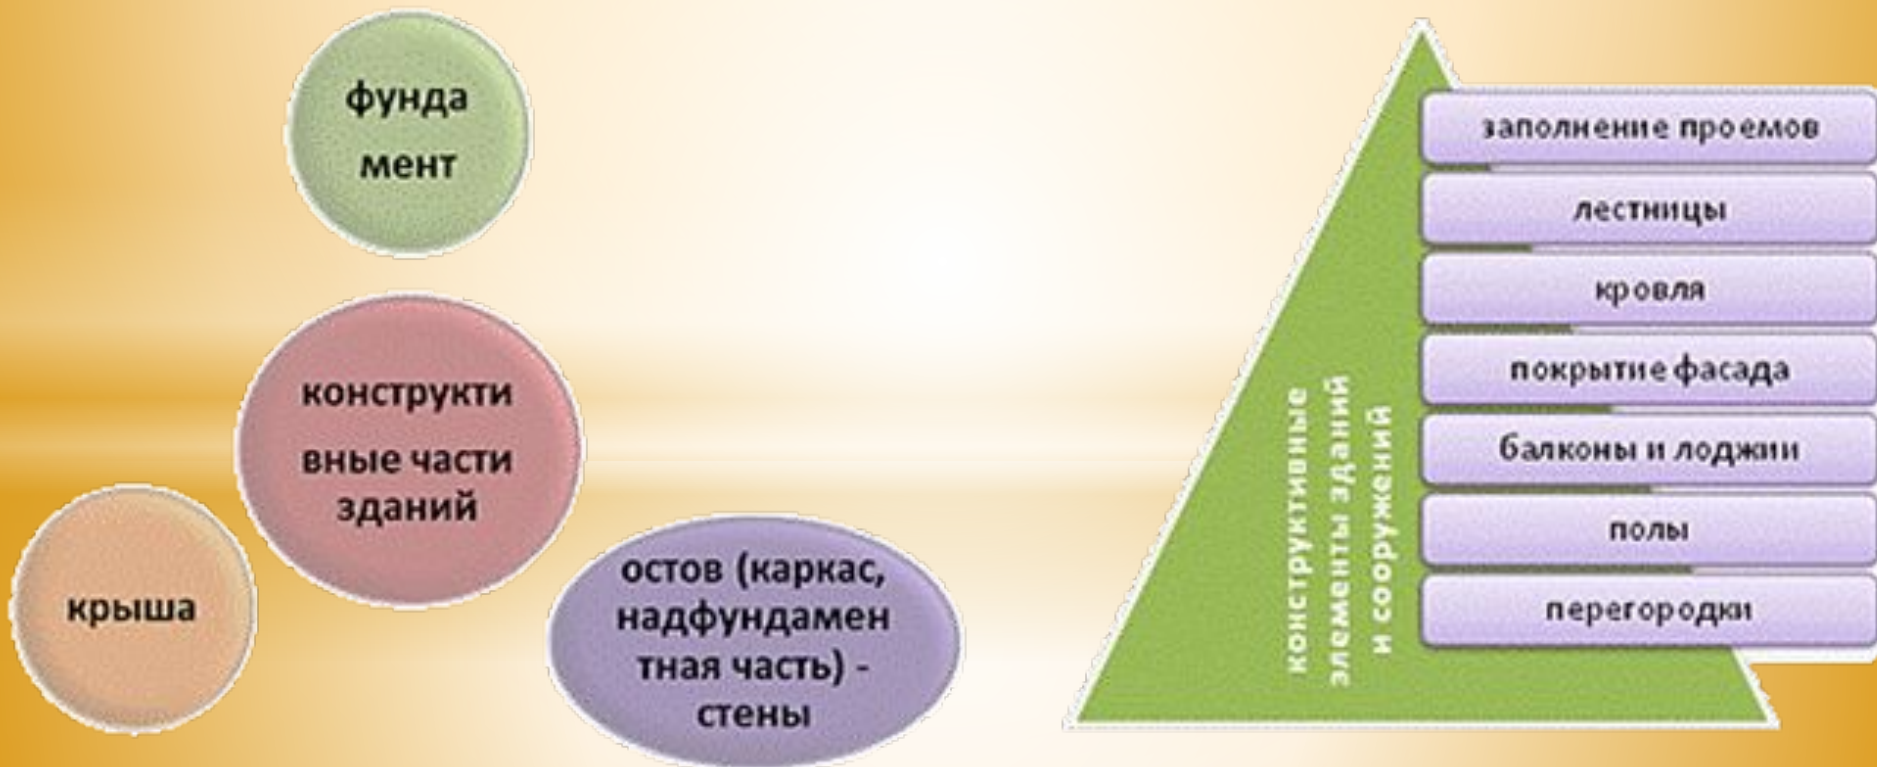 фунда
мент
конструкти
вные части
зданий
крыша
остов (каркас,
надфундамен
тная часть) -
стены
конструктивные
элементы зданий
и сооружений
заполнение проемов
лестницы
кровля
покрытие фасада
балконы и лоджии
полы
перегородки